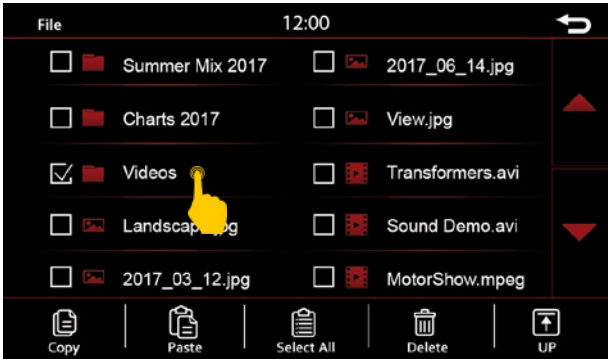 File 12:00
Summer Mix 2017 2017_06_14.jpg
Charts 2017 View.jpg
Videos Transformers.avi
Sound Demo.avi
2017_03_12.jpg MotorShow.mpeg
Copy Paste Select All Delete UP